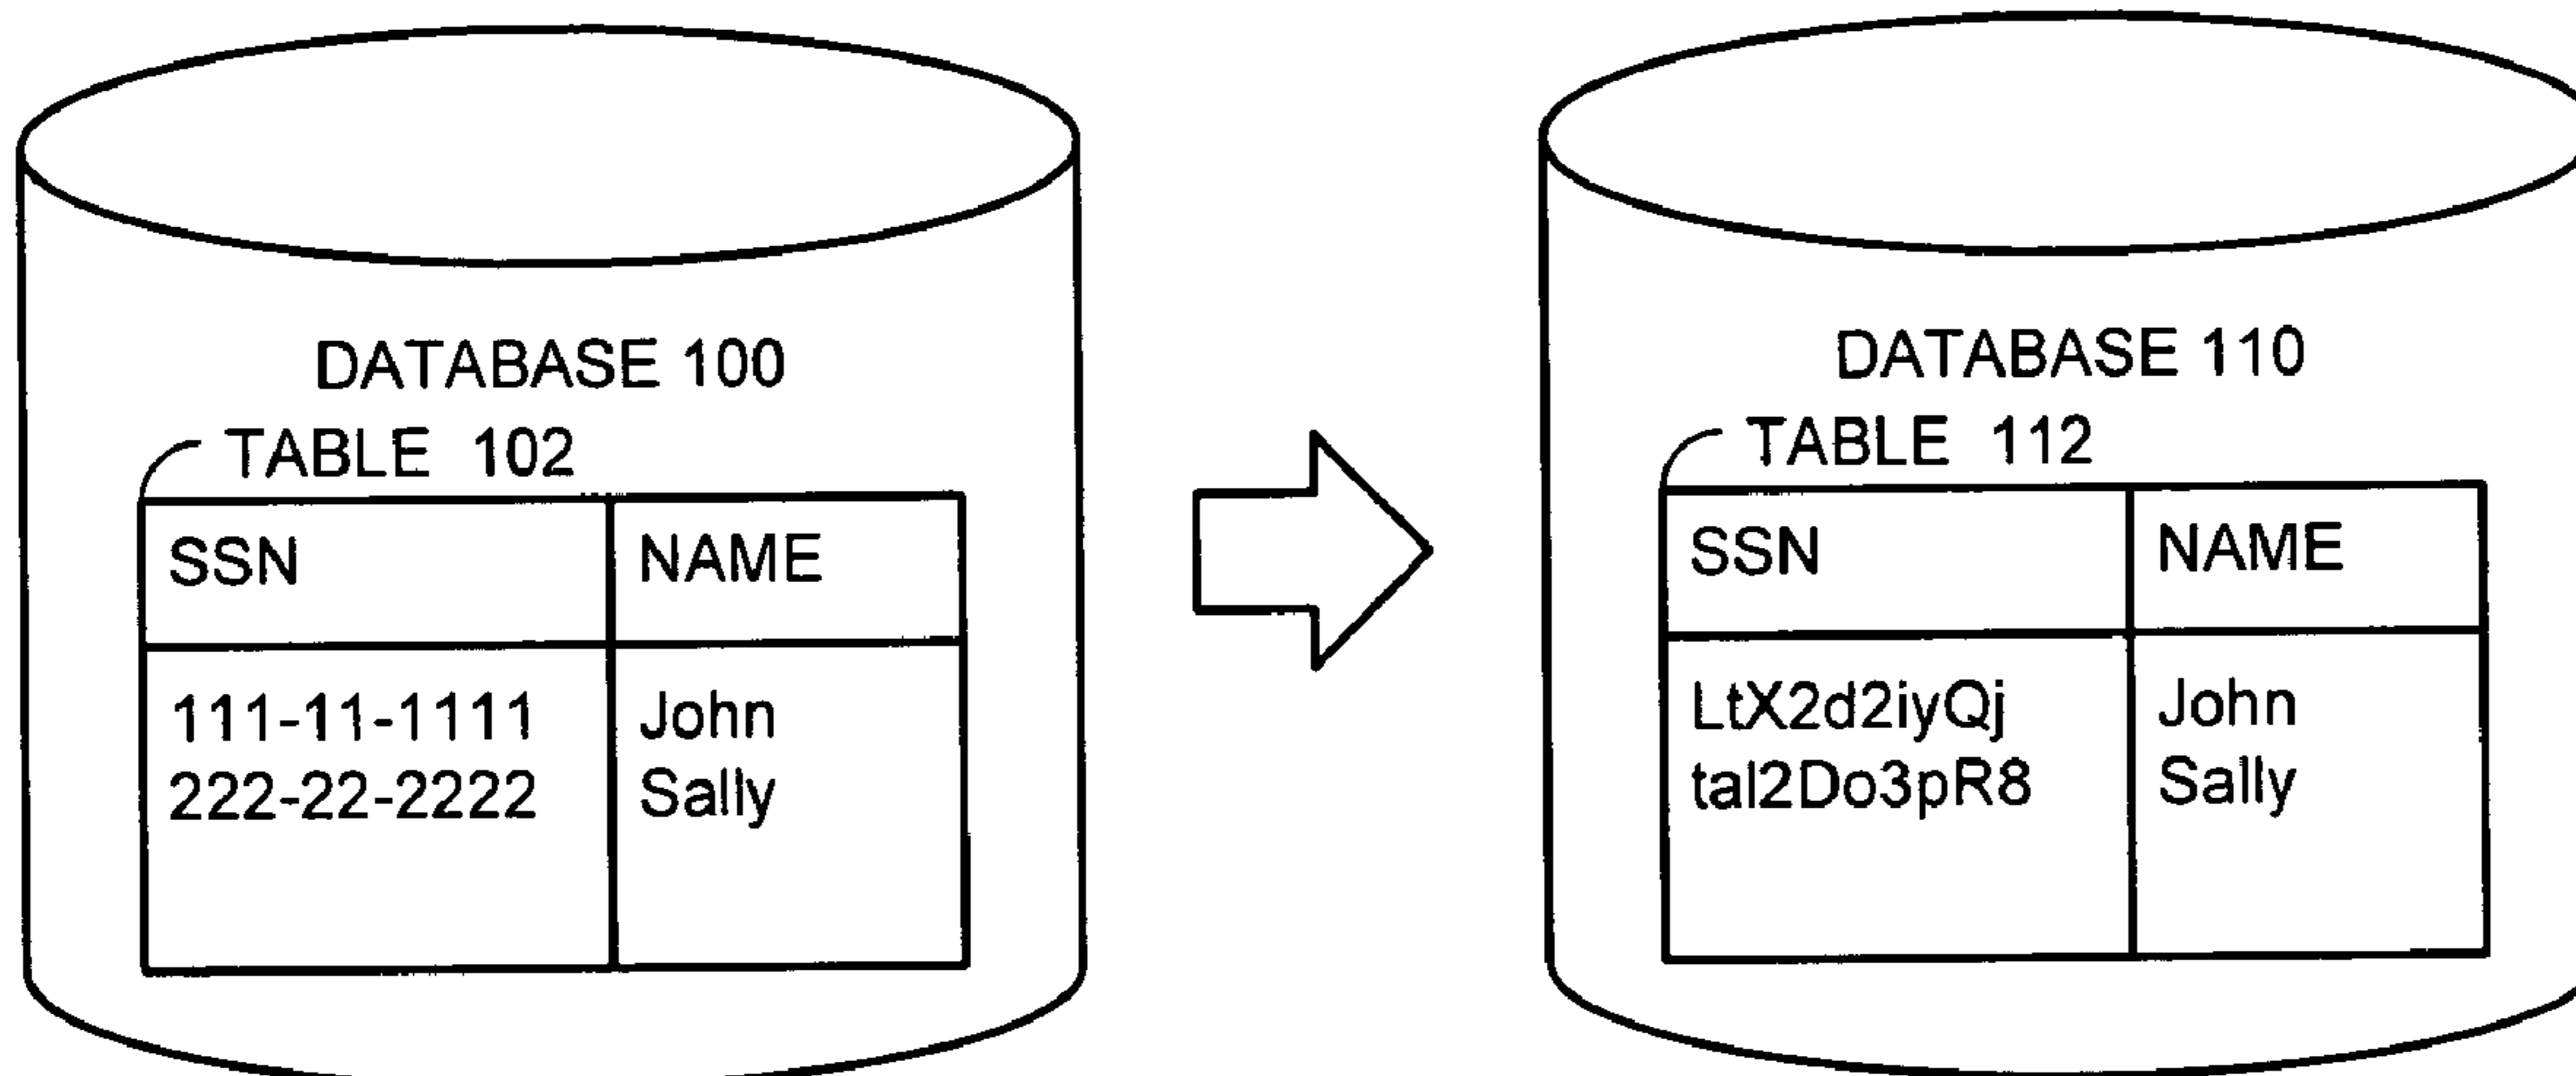 DATABASE 100
TABLE 102
SSN NAME
111-11-1111 John
222-22-2222 Sally
DATABASE 110
TABLE 112
SSN NAME
LtX2d2iyQj John
tal2Do3pR8 Sally